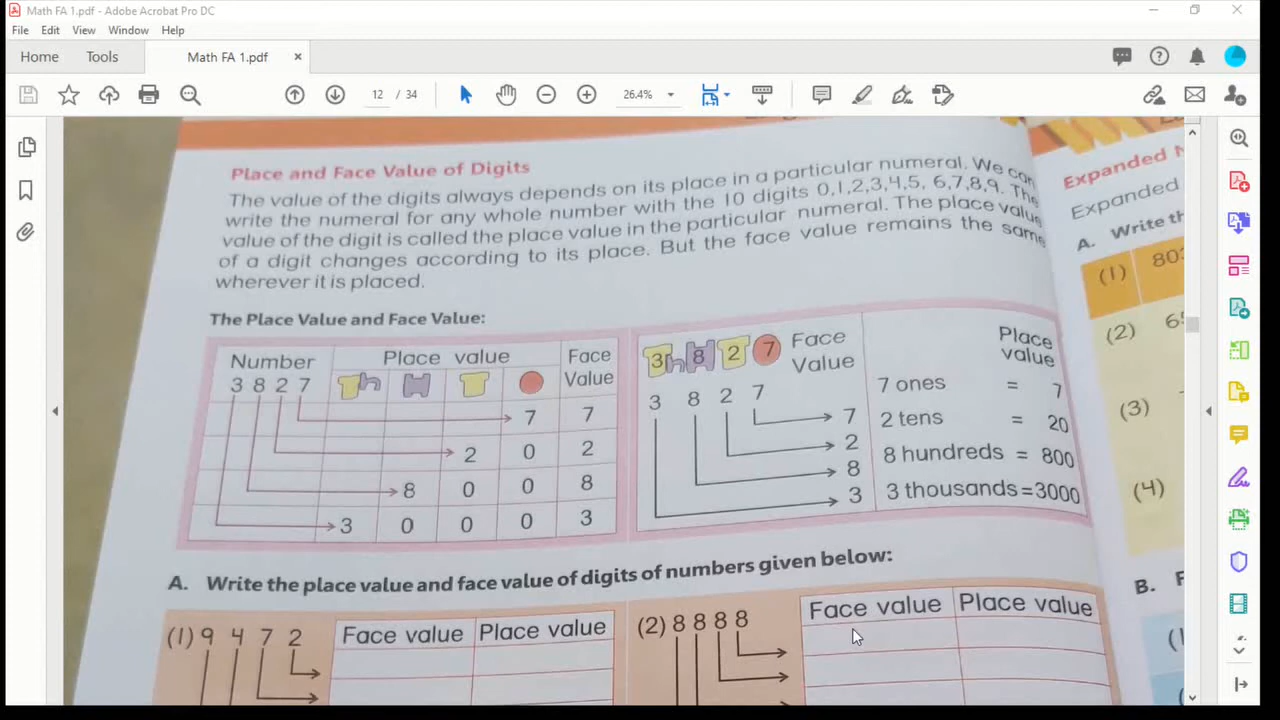 Math FA 1.pdf - Adobe Acrobat Pro DC
File Edit View Window Help
Home Tools Math FA 1.pdf ×
12 / 34 26.4%
Place and Face Value of Digits
The value of the digits always depends on its place in a particular numeral. We can
write the numeral for any whole number with the 10 digits 0,1,2,3,4,5, 6,7,8,9. The
value of the digit is called the place value in the particular numeral. The place value
of a digit changes according to its place. But the face value remains the same
wherever it is placed.
The Place Value and Face Value:
Number Place value Face
3 8 2 7 Th H T Value
7 7
2 0 2
8 0 0 8
3 0 0 0 3
3 8 2 7 Face Place
Th Value value
3 8 2 7 7 ones = 7
7 2 tens = 20
2 8 hundreds = 800
8 3 thousands=3000
3
A. Write the place value and face value of digits of numbers given below:
(1) 9 4 7 2 Face value Place value
(2) 8 8 8 8 Face value Place value
Expanded
Expanded
A. Write th
(1) 80
(2) 6
(3)
(4)
B.